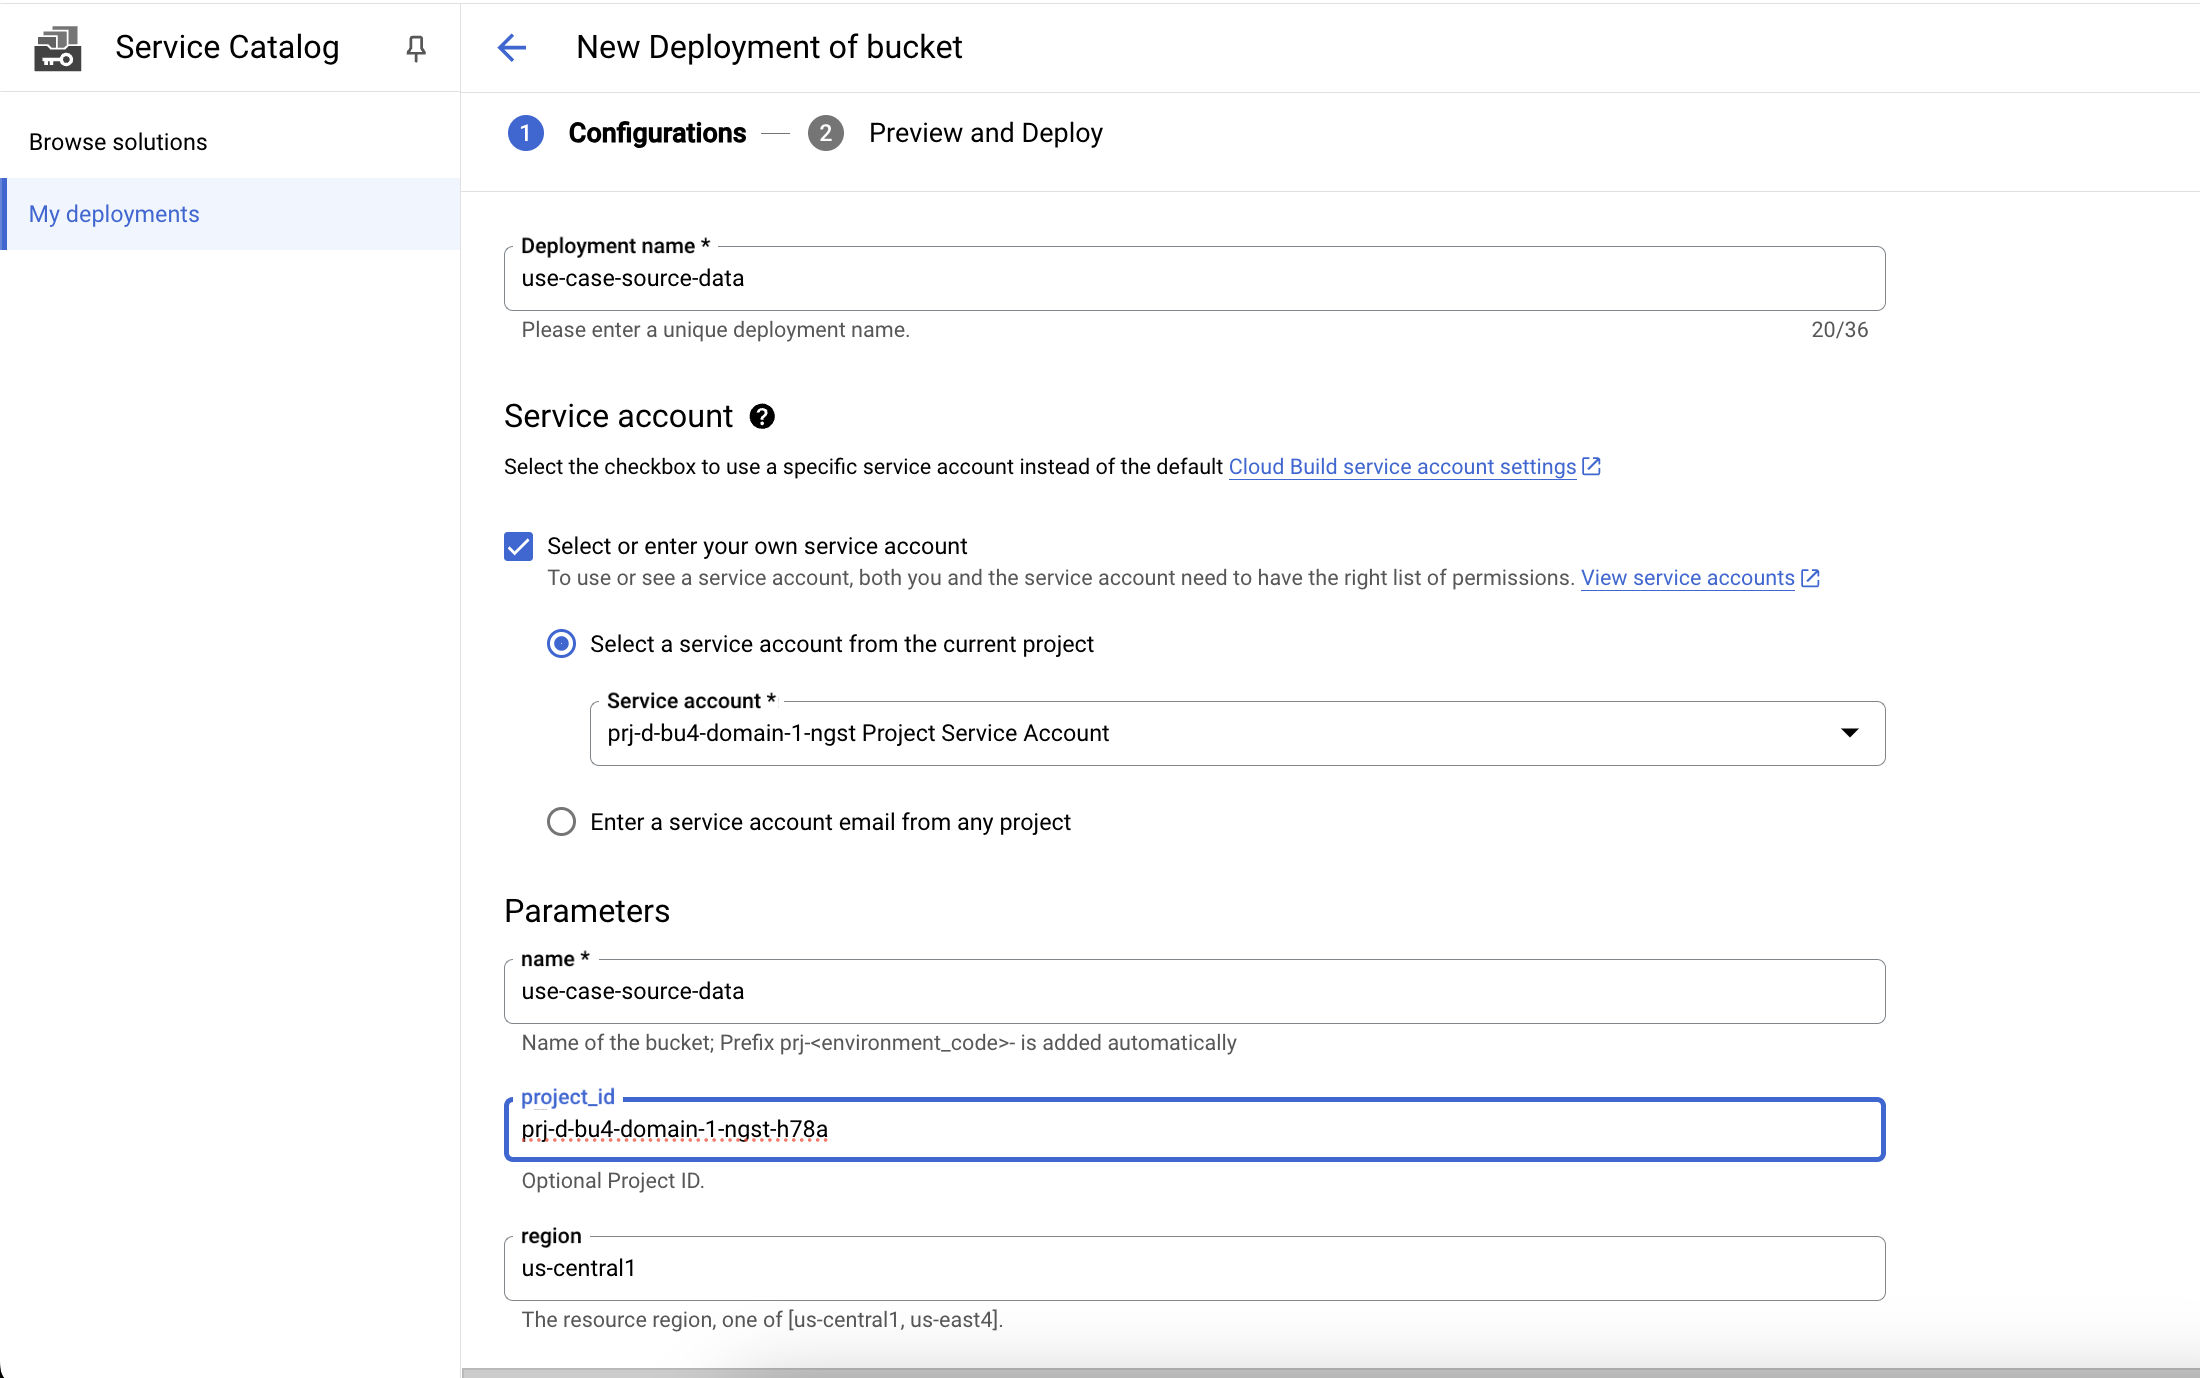 Service Catalog
New Deployment of bucket
Browse solutions
My deployments
1 Configurations 2 Preview and Deploy
Deployment name *
use-case-source-data
Please enter a unique deployment name. 20/36
Service account ?
Select the checkbox to use a specific service account instead of the default Cloud Build service account settings
Select or enter your own service account
To use or see a service account, both you and the service account need to have the right list of permissions. View service accounts
Select a service account from the current project
Service account *
prj-d-bu4-domain-1-ngst Project Service Account
Enter a service account email from any project
Parameters
name *
use-case-source-data
Name of the bucket; Prefix prj-<environment_code>- is added automatically
project_id
prj-d-bu4-domain-1-ngst-h78a
Optional Project ID.
region
us-central1
The resource region, one of [us-central1, us-east4].